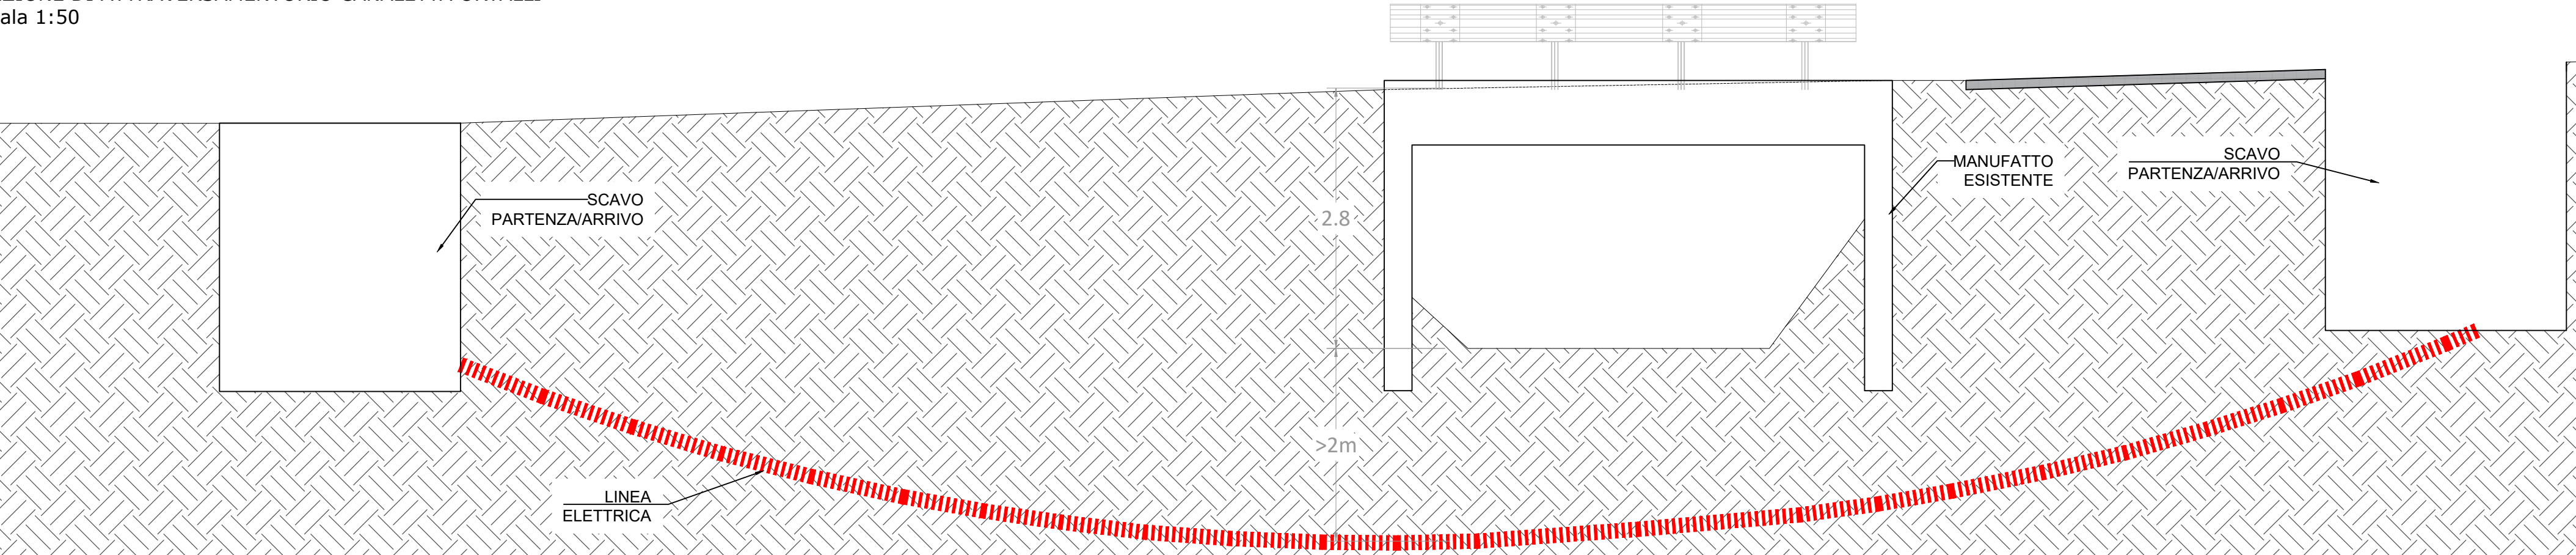 ala 1:50
SCAVO
PARTENZA/ARRIVO
2.8
MANUFATTO
ESISTENTE
SCAVO
PARTENZA/ARRIVO
>2m
LINEA
ELETTRICA